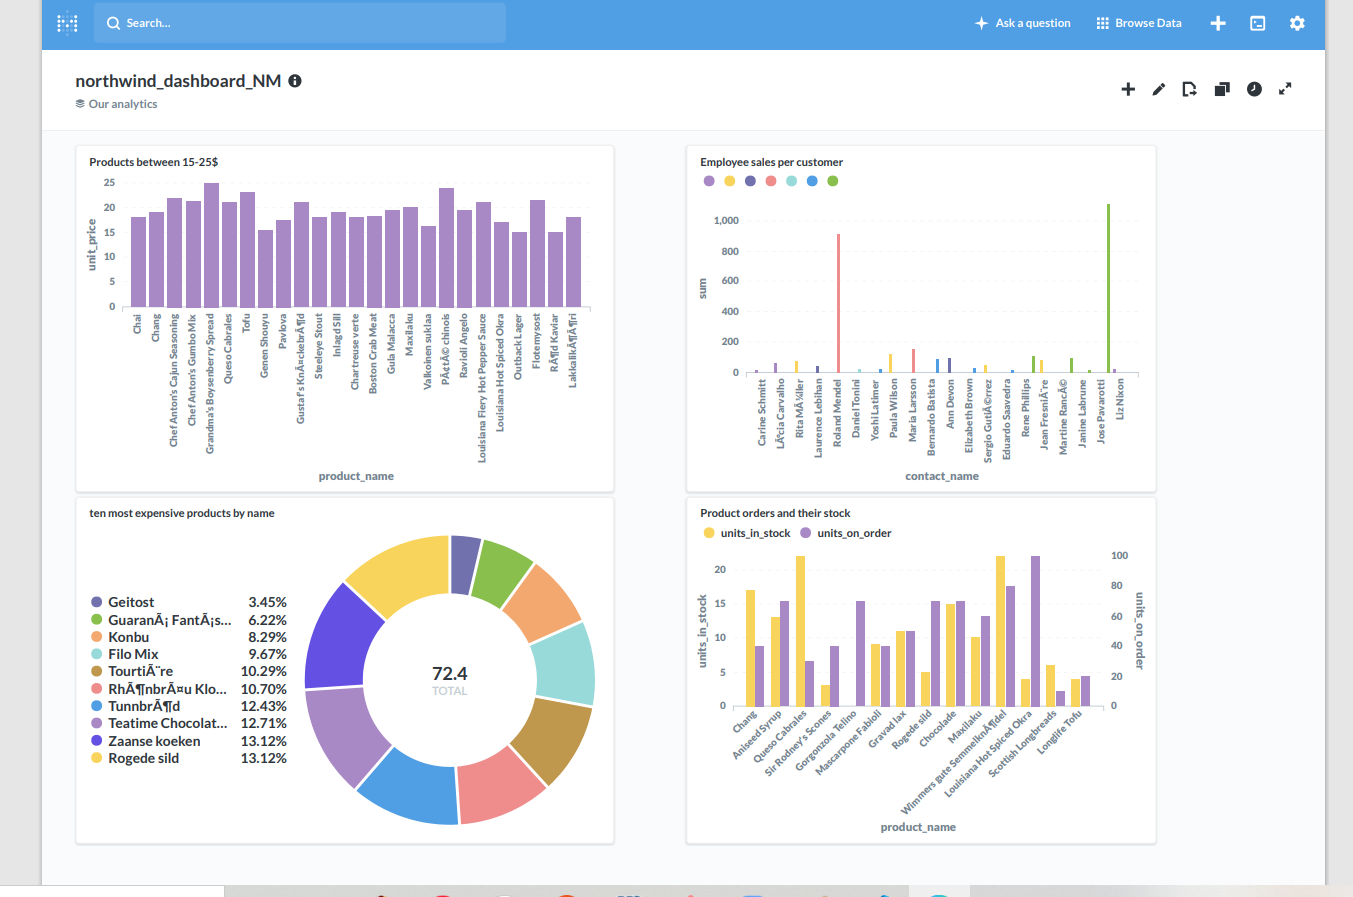 Search...
Ask a question
Browse Data
northwind_dashboard_NM
Our analytics
Products between 15-25$
25
20
15
10
5
0
unit_price
Chai
Chang
Chef Anton's Cajun Seasoning
Chef Anton's Gumbo Mix
Grandma's Boysenberry Spread
Queso Cabrales
Tofu
Genen Shouyu
Pavlova
Gustaf's KnÃ¤ckebrÃ¶d
Steeleye Stout
Inlagd Sill
Chartreuse verte
Boston Crab Meat
Gula Malacca
Maxilaku
Valkoinen suklaa
PÃ¢tÃ© chinois
Ravioli Angelo
Louisiana Fiery Hot Pepper Sauce
Louisiana Hot Spiced Okra
Outback Lager
Flotemysost
RÃ¶d Kaviar
LakkalikÃ¶Ã¶ri
product_name
Employee sales per customer
1,000
800
600
400
200
0
sum
Carine Schmitt
LÃºcia Carvalho
Rita MÃ¼ller
Laurence Lebihan
Roland Mendel
Daniel Tonini
Yoshi Latimer
Paula Wilson
Maria Larsson
Bernardo Batista
Ann Devon
Elizabeth Brown
Sergio GutiÃ©rrez
Eduardo Saavedra
Rene Phillips
Jean FresniÃ¨re
Martine RancÃ©
Janine Labrune
Jose Pavarotti
Liz Nixon
contact_name
ten most expensive products by name
Geitost 3.45%
GuaranÃ¡ FantÃ¡s... 6.22%
Konbu 8.29%
Filo Mix 9.67%
TourtiÃ¨re 10.29%
RhÃ¶nbrÃ¤u Klo... 10.70%
TunnbrÃ¶d 12.43%
Teatime Chocolat... 12.71%
Zaanse koeken 13.12%
Rogede sild 13.12%
72.4
TOTAL
Product orders and their stock
units_in_stock
units_on_order
20
15
10
5
0
units_in_stock
100
80
60
40
20
0
units_on_order
Chang
Aniseed Syrup
Queso Cabrales
Sir Rodney's Scones
Gorgonzola Telino
Mascarpone Fabioli
Gravad lax
Rogede sild
Chocolade
Maxilaku
Wimmers gute SemmelknÃ¶del
Louisiana Hot Spiced Okra
Scottish Longbreads
Longlife Tofu
product_name